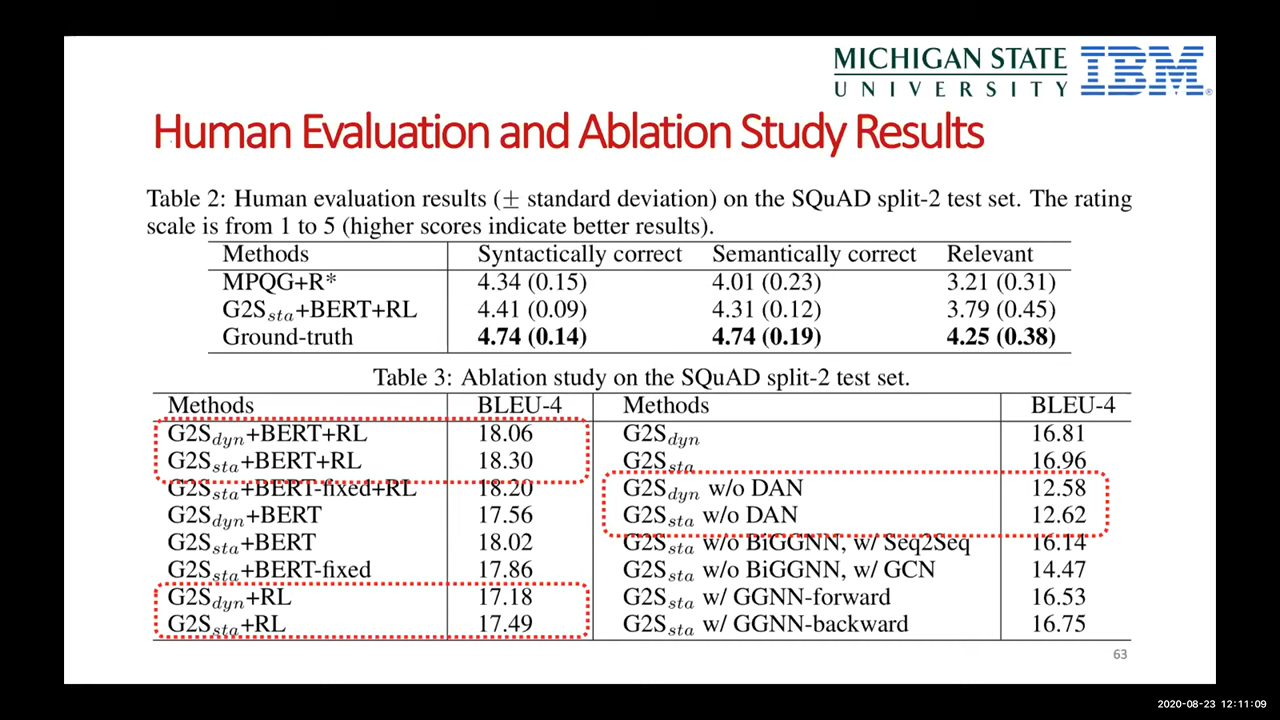 MICHIGAN STATE
UNIVERSITY
IBM®
Human Evaluation and Ablation Study Results
Table 2: Human evaluation results (± standard deviation) on the SQuAD split-2 test set. The rating
scale is from 1 to 5 (higher scores indicate better results).
Methods Syntactically correct Semantically correct Relevant
MPQG+R* 4.34 (0.15) 4.01 (0.23) 3.21 (0.31)
G2Ssta+BERT+RL 4.41 (0.09) 4.31 (0.12) 3.79 (0.45)
Ground-truth 4.74 (0.14) 4.74 (0.19) 4.25 (0.38)
Table 3: Ablation study on the SQuAD split-2 test set.
Methods BLEU-4 Methods BLEU-4
G2Sdyn+BERT+RL 18.06 G2Sdyn 16.81
G2Ssta+BERT+RL 18.30 G2Ssta 16.96
G2Ssta+BERT-fixed+RL 18.20 G2Sdyn w/o DAN 12.58
G2Sdyn+BERT 17.56 G2Ssta w/o DAN 12.62
G2Ssta+BERT 18.02 G2Ssta w/o BiGGNN, w/ Seq2Seq 16.14
G2Ssta+BERT-fixed 17.86 G2Ssta w/o BiGGNN, w/ GCN 14.47
G2Sdyn+RL 17.18 G2Ssta w/ GGNN-forward 16.53
G2Ssta+RL 17.49 G2Ssta w/ GGNN-backward 16.75
63
2020-08-23 12:11:09